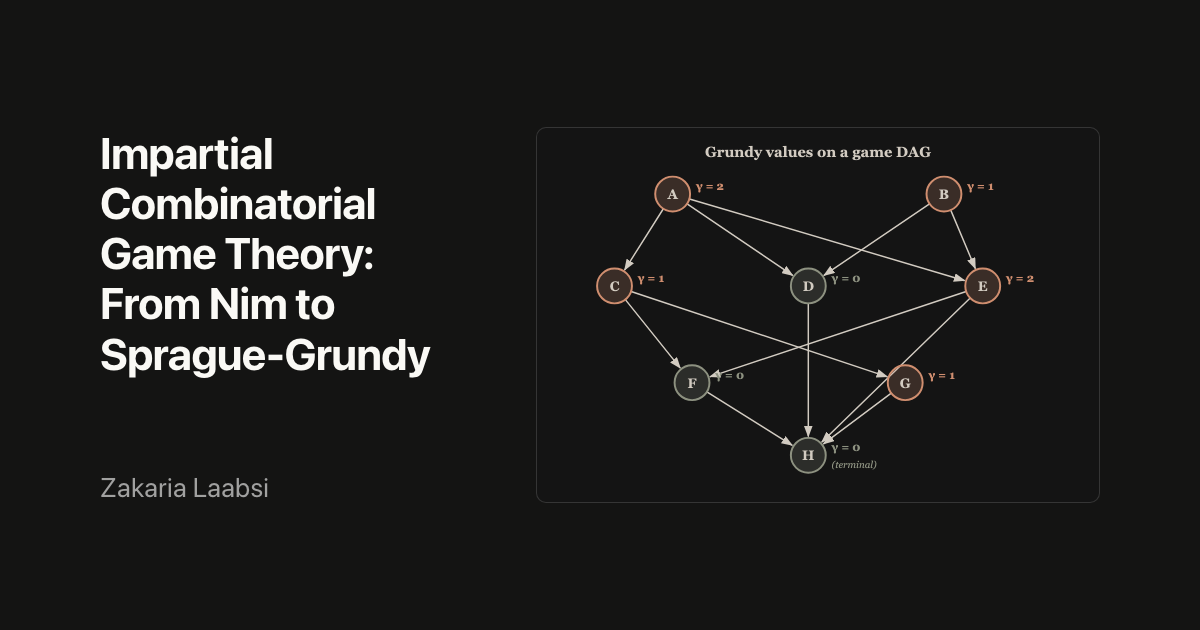 Impartial
Combinatorial
Game Theory:
From Nim to
Sprague-Grundy
Zakaria Laabsi
Grundy values on a game DAG
A γ = 2
B γ = 1
C γ = 1
D γ = 0
E γ = 2
F γ = 0
G γ = 1
H γ = 0
(terminal)